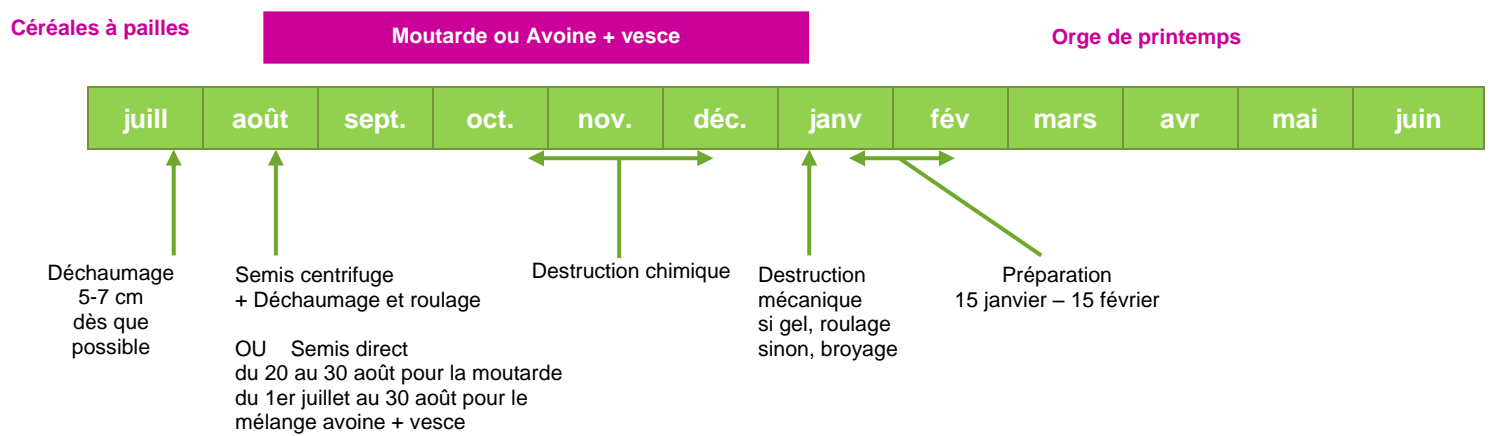 Céréales à pailles
Moutarde ou Avoine + vesce
Orge de printemps
juill août sept. oct. nov. déc. janv fév mars avr mai juin
Déchaumage
5-7 cm
dès que
possible
Semis centrifuge
+ Déchaumage et roulage
OU Semis direct
du 20 au 30 août pour la moutarde
du 1er juillet au 30 août pour le
mélange avoine + vesce
Destruction chimique
Destruction
mécanique
si gel, roulage
sinon, broyage
Préparation
15 janvier – 15 février